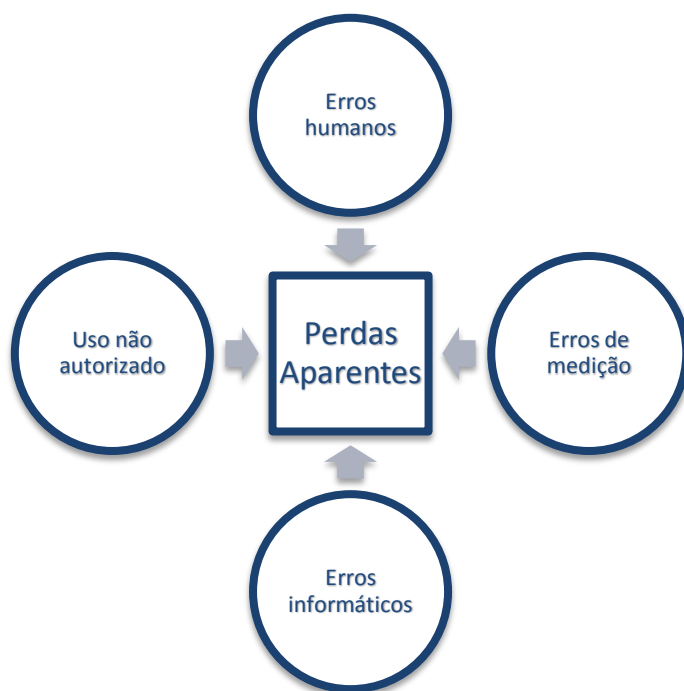 Erros
humanos
Uso não
autorizado
Perdas
Aparentes
Erros de
medição
Erros
informáticos